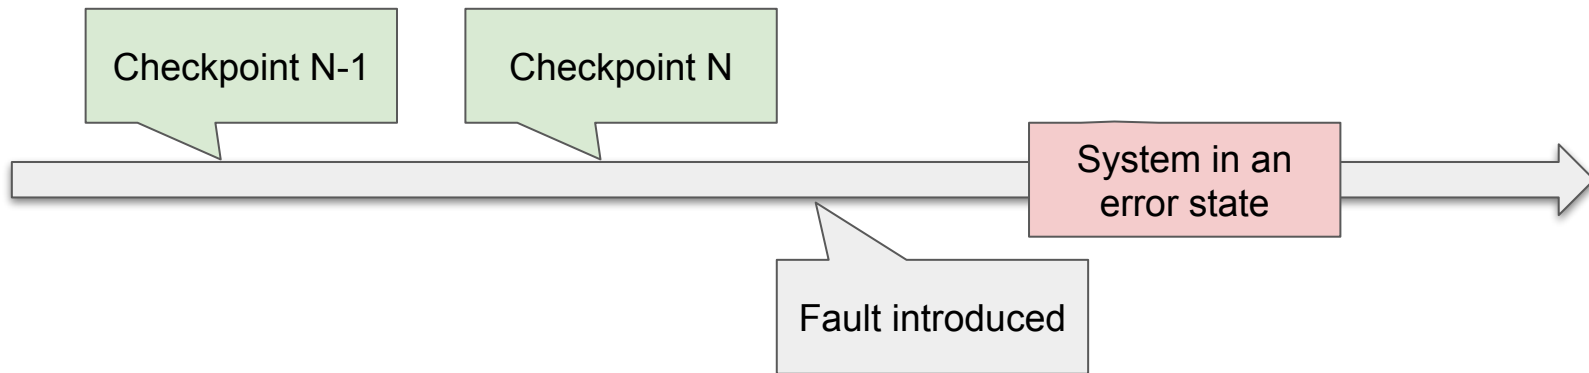 Checkpoint N-1
Checkpoint N
System in an
error state
Fault introduced